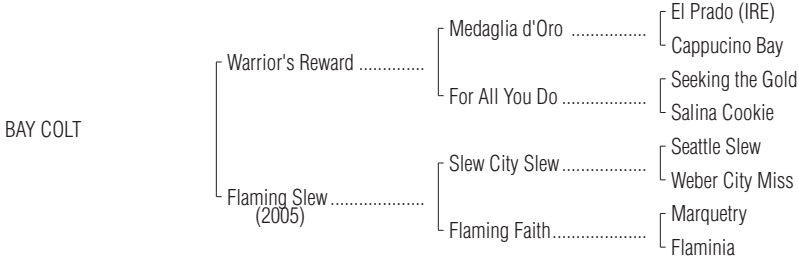 El Prado (IRE)
Medaglia d'Oro ................
Cappucino Bay
Warrior's Reward ..............
Seeking the Gold
For All You Do ..................
Salina Cookie
BAY COLT
Seattle Slew
Slew City Slew..................
Weber City Miss
Flaming Slew....................
(2005)
Marquetry
Flaming Faith....................
Flaminia